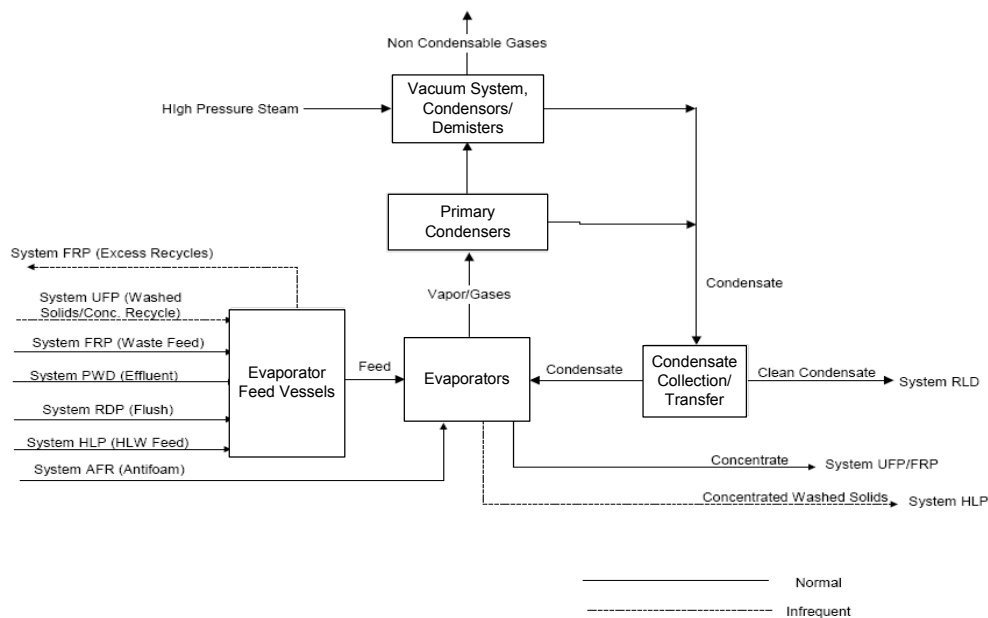 Non Condensable Gases
High Pressure Steam
Vacuum System,
Condensors/
Demisters
Primary
Condensers
System FRP (Excess Recycles)
Vapor/Gases
Condensate
System UFP (Washed
Solids/Conc. Recycle)
System FRP (Waste Feed)
System PWD (Effluent)
System RDP (Flush)
System HLP (HLW Feed)
System AFR (Antifoam)
Evaporator
Feed Vessels
Feed
Evaporators
Condensate
Condensate
Collection/
Transfer
Clean Condensate
System RLD
Concentrate
System UFP/FRP
Concentrated Washed Solids
System HLP
Normal
Infrequent